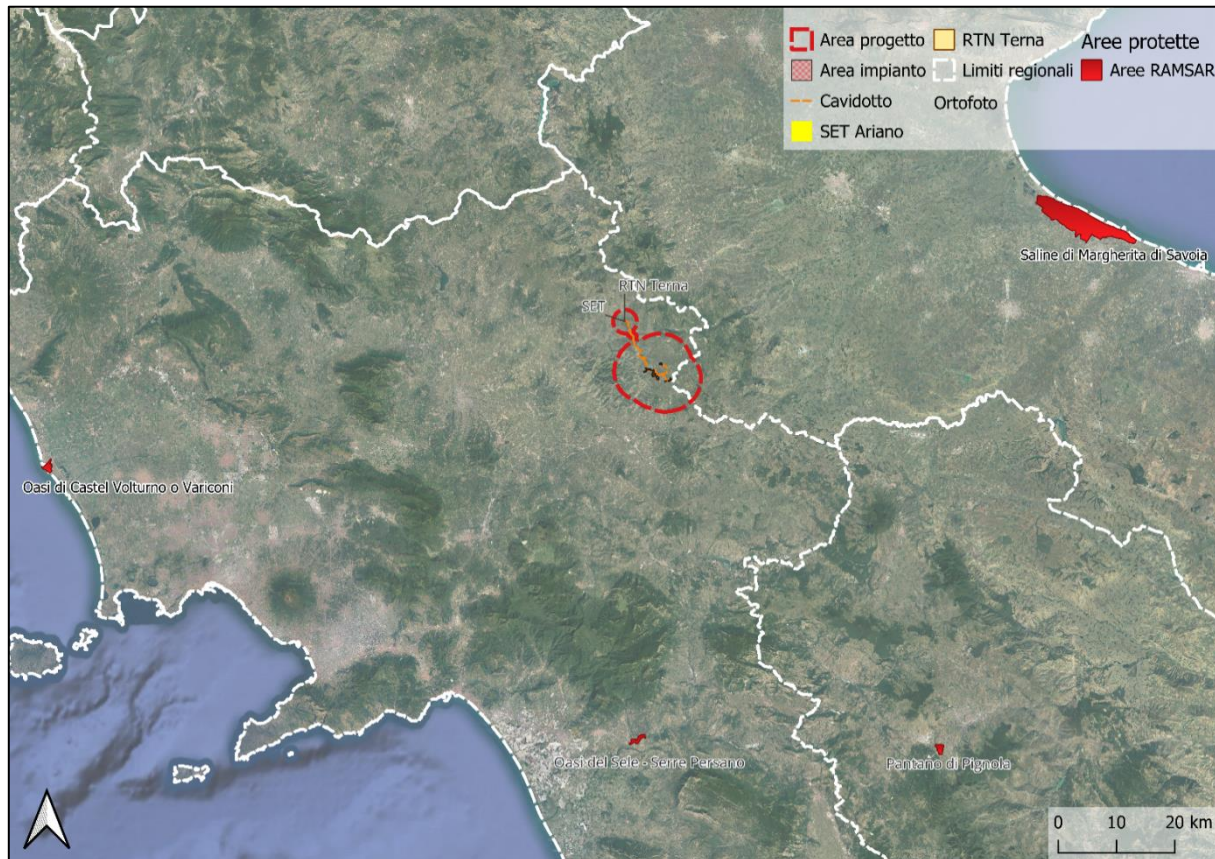 Area progetto
RTN Terna
Aree protette
Area impianto
Limiti regionali
Aree RAMSAR
Cavidotto
Ortofoto
SET Ariano
Saline di Margherita di Savoia
RTN Terna
SET
Oasi di Castel Volturno o Variconi
Oasi del Sele - Serre Persano
Pantano di Pignola
0 10 20 km